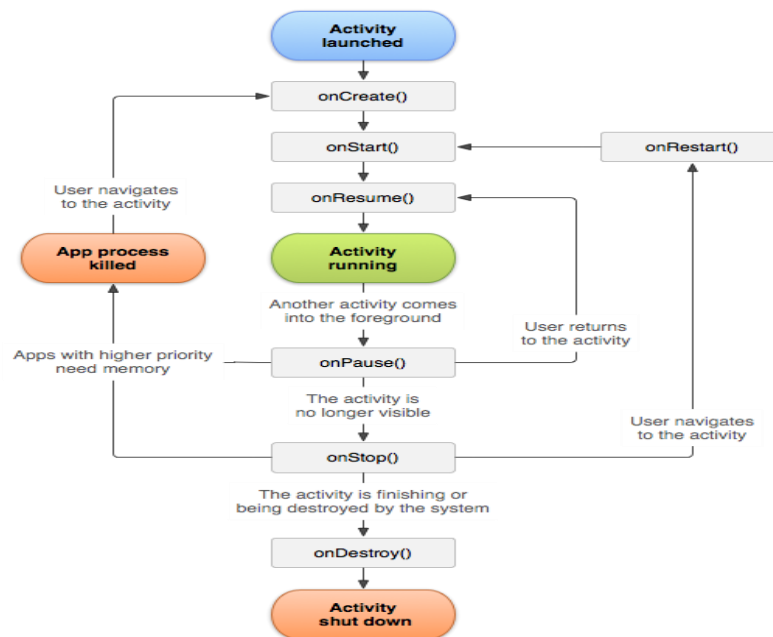 Activity
launched
onCreate()
onStart()
onRestart()
User navigates
to the activity
onResume()
App process
killed
Activity
running
Another activity comes
into the foreground
User returns
to the activity
Apps with higher priority
need memory
onPause()
The activity is
no longer visible
User navigates
to the activity
onStop()
The activity is finishing or
being destroyed by the system
onDestroy()
Activity
shut down